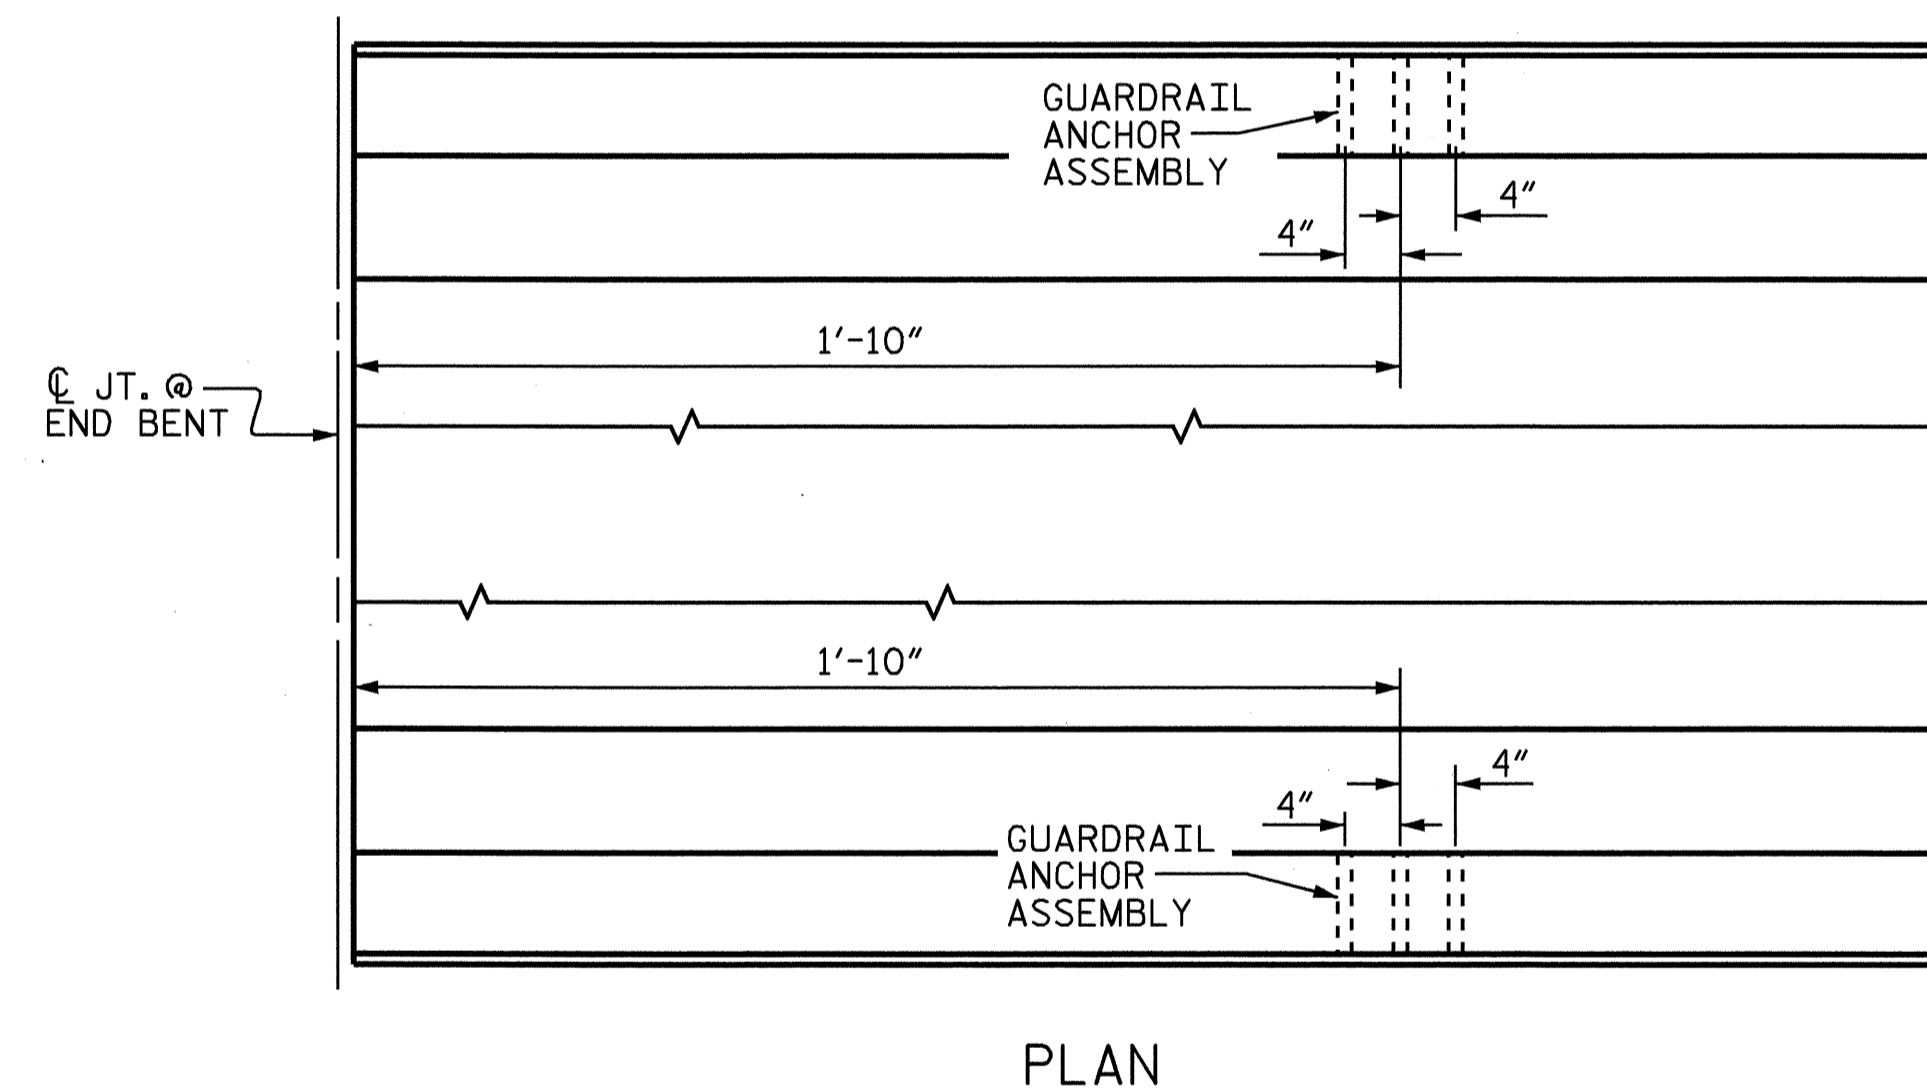 GUARDRAIL
ANCHOR
ASSEMBLY
4"
4"
1'-10"
℄ JT. @
END BENT
1'-10"
4"
4"
GUARDRAIL
ANCHOR
ASSEMBLY
PLAN